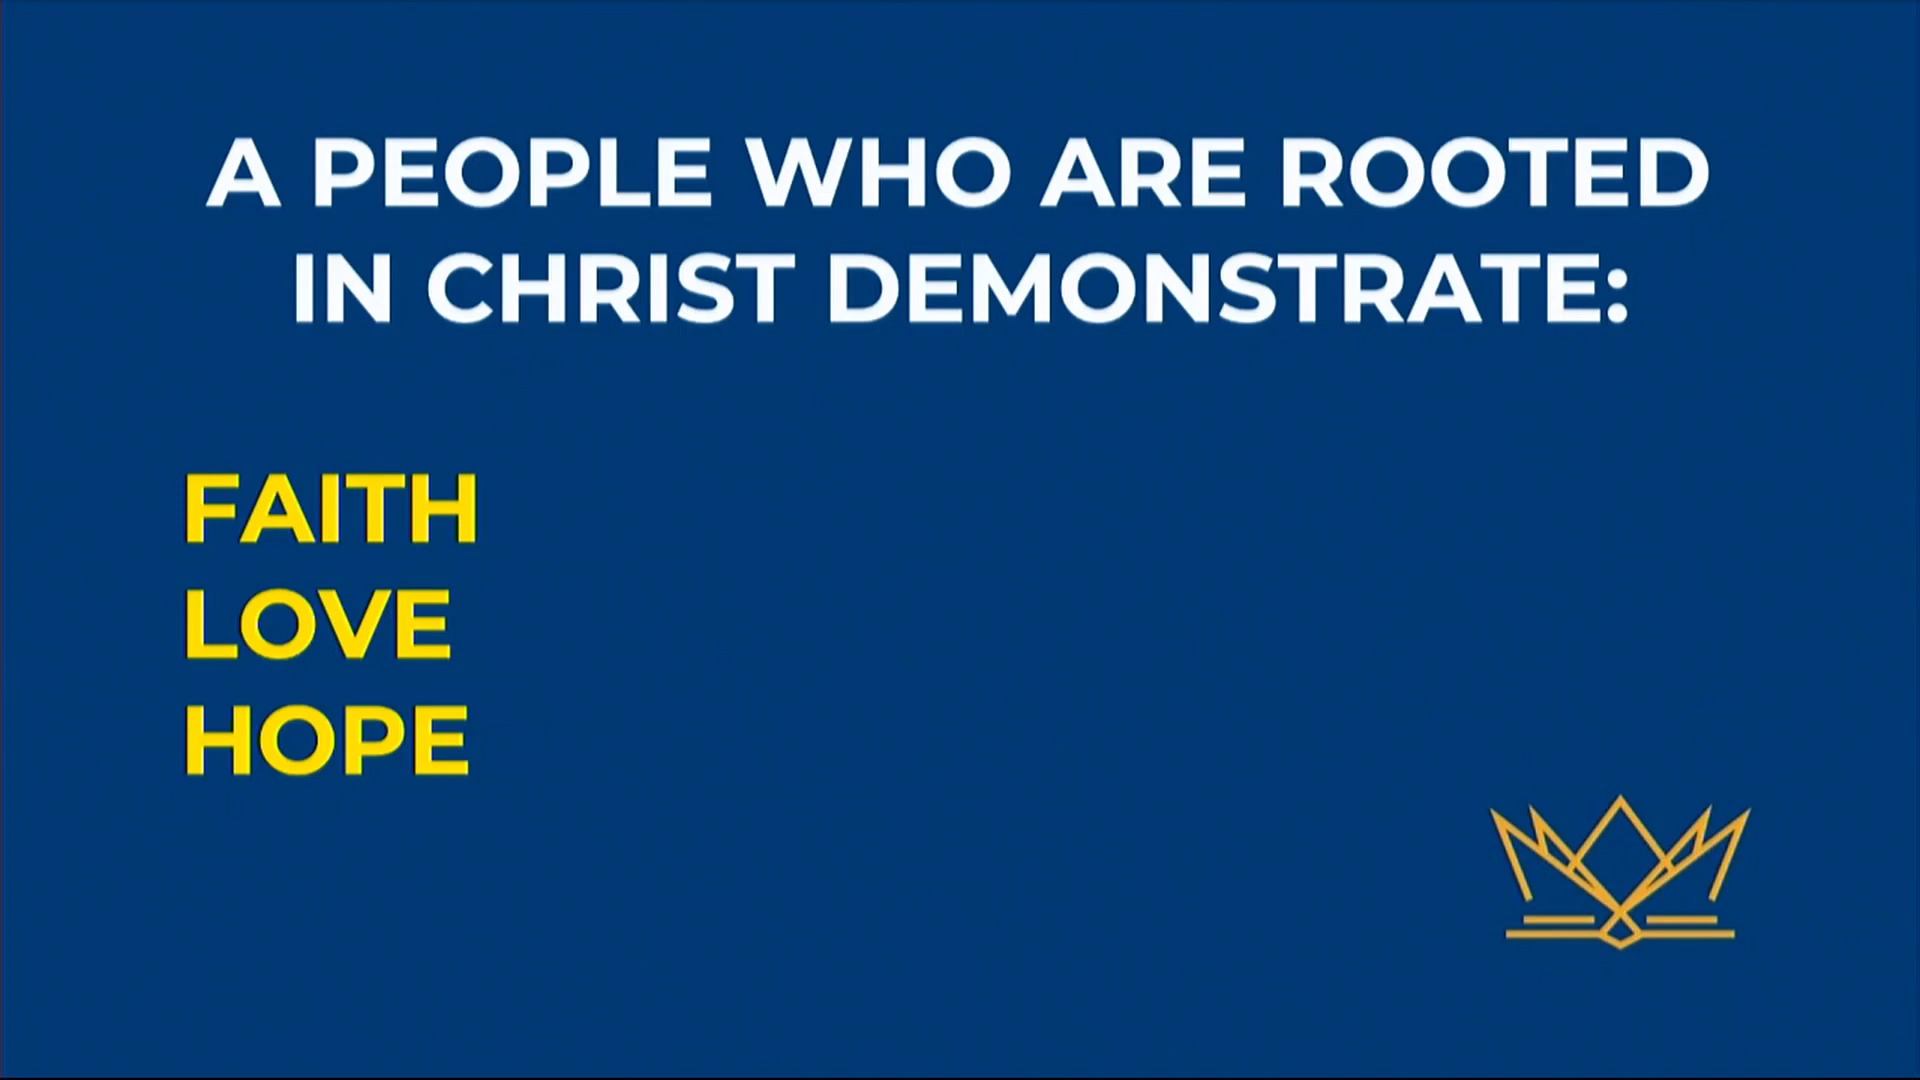 A PEOPLE WHO ARE ROOTED
IN CHRIST DEMONSTRATE:
FAITH
LOVE
HOPE